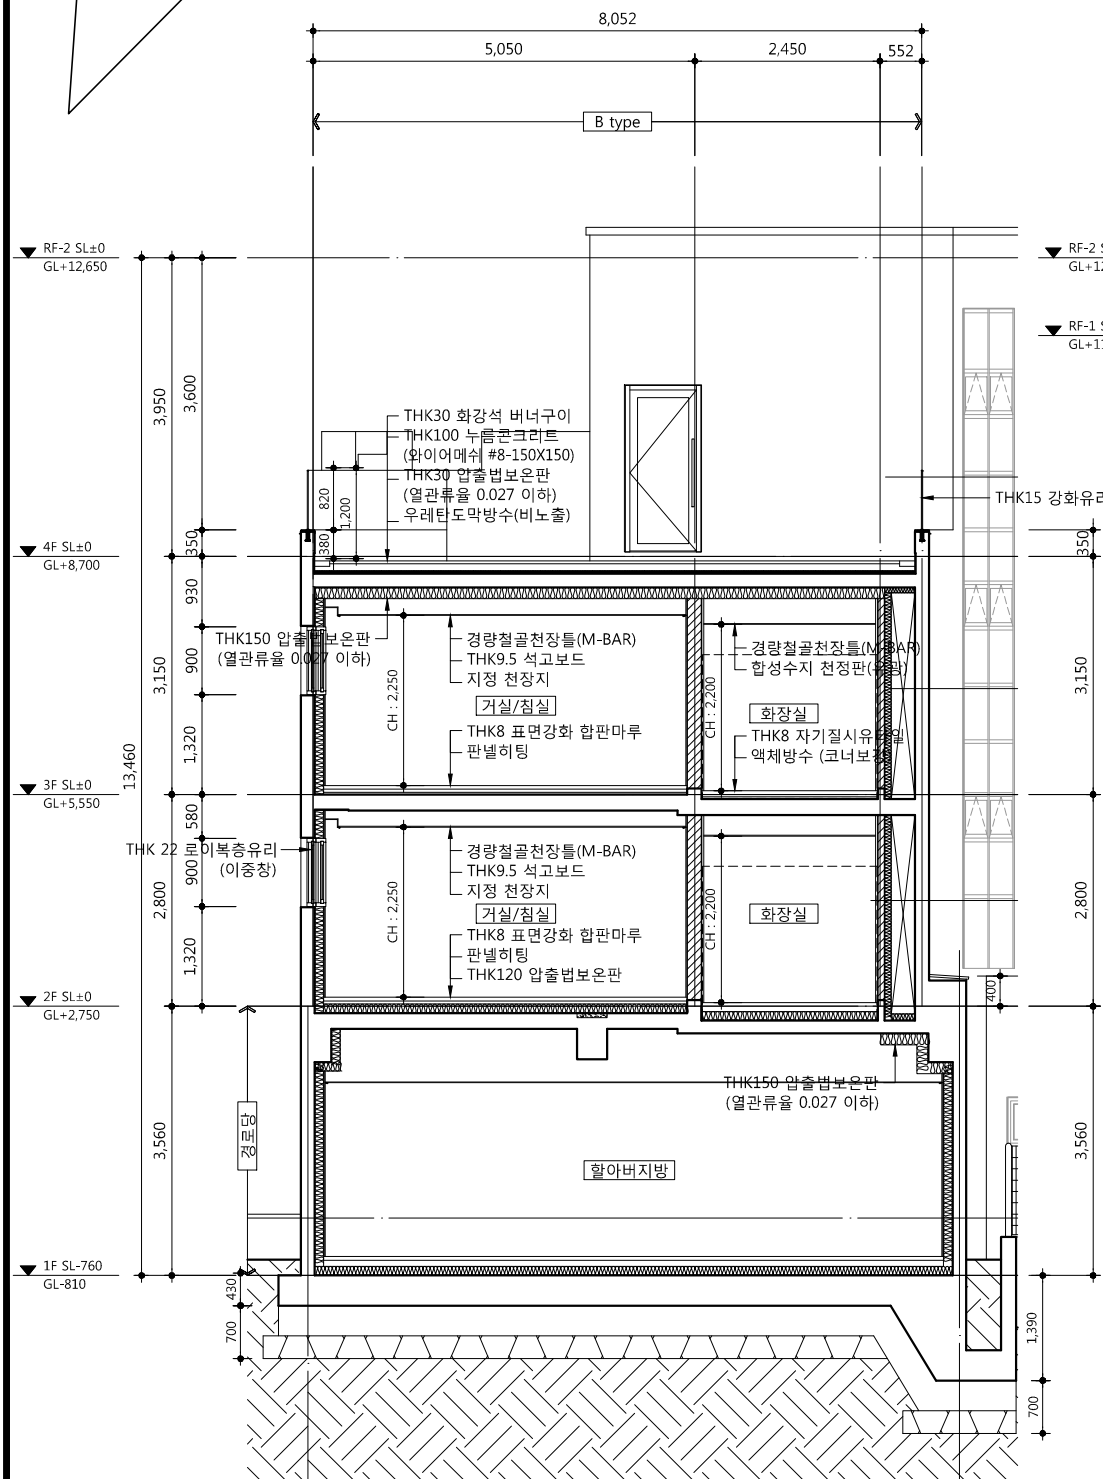 8,052
5,050
2,450
552
B type
RF-2 SL±0
GL+12,650
3,950
3,600
THK30 화강석 버너구이
THK100 누름콘크리트
(와이어메쉬 #8-150X150)
THK30 압출법보온판
(열관류율 0.027 이하)
우레탄도막방수(비노출)
820
1,200
380
350
THK15 강화유리
350
4F SL±0
GL+8,700
930
900
1,320
3,150
THK150 압출법보온판
(열관류율 0.027 이하)
경량철골천장틀(M-BAR)
THK9.5 석고보드
지정 천장지
CH : 2,250
거실/침실
THK8 표면강화 합판마루
판넬히팅
경량철골천장틀(M-BAR)
합성수지 천정판(유광)
CH : 2,200
화장실
THK8 자기질시유타일
액체방수
3,150
13,460
3F SL±0
GL+5,550
580
900
1,320
2,800
THK 22 로이복층유리
(이중창)
경량철골천장틀(M-BAR)
THK9.5 석고보드
지정 천장지
CH : 2,250
거실/침실
THK8 표면강화 합판마루
판넬히팅
THK120 압출법보온판
CH : 2,200
화장실
2,800
400
2F SL±0
GL+2,750
3,560
경로당
THK150 압출법보온판
(열관류율 0.027 이하)
할아버지방
3,560
1F SL-760
GL-810
430
700
1,390
700